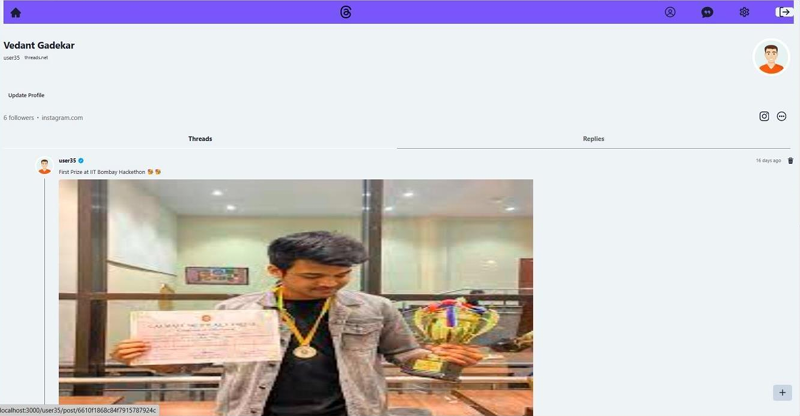 Vedant Gadekar
user35 threads.net
Update Profile
6 followers • instagram.com
Threads
Replies
user35
16 days ago
First Prize at IIT Bombay Hackethon
localhost:3000/user35/post/6610f1868c84f7915787924c